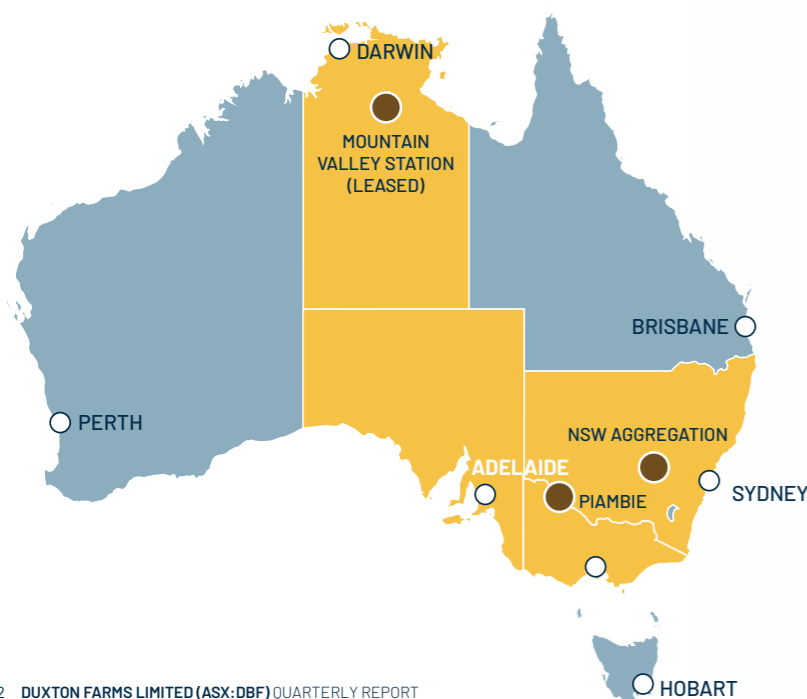 DARWIN
MOUNTAIN
VALLEY STATION
(LEASED)
BRISBANE
PERTH
NSW AGGREGATION
ADELAIDE
SYDNEY
PIAMBIE
HOBART
2 DUXTON FARMS LIMITED (ASX:DBF) QUARTERLY REPORT